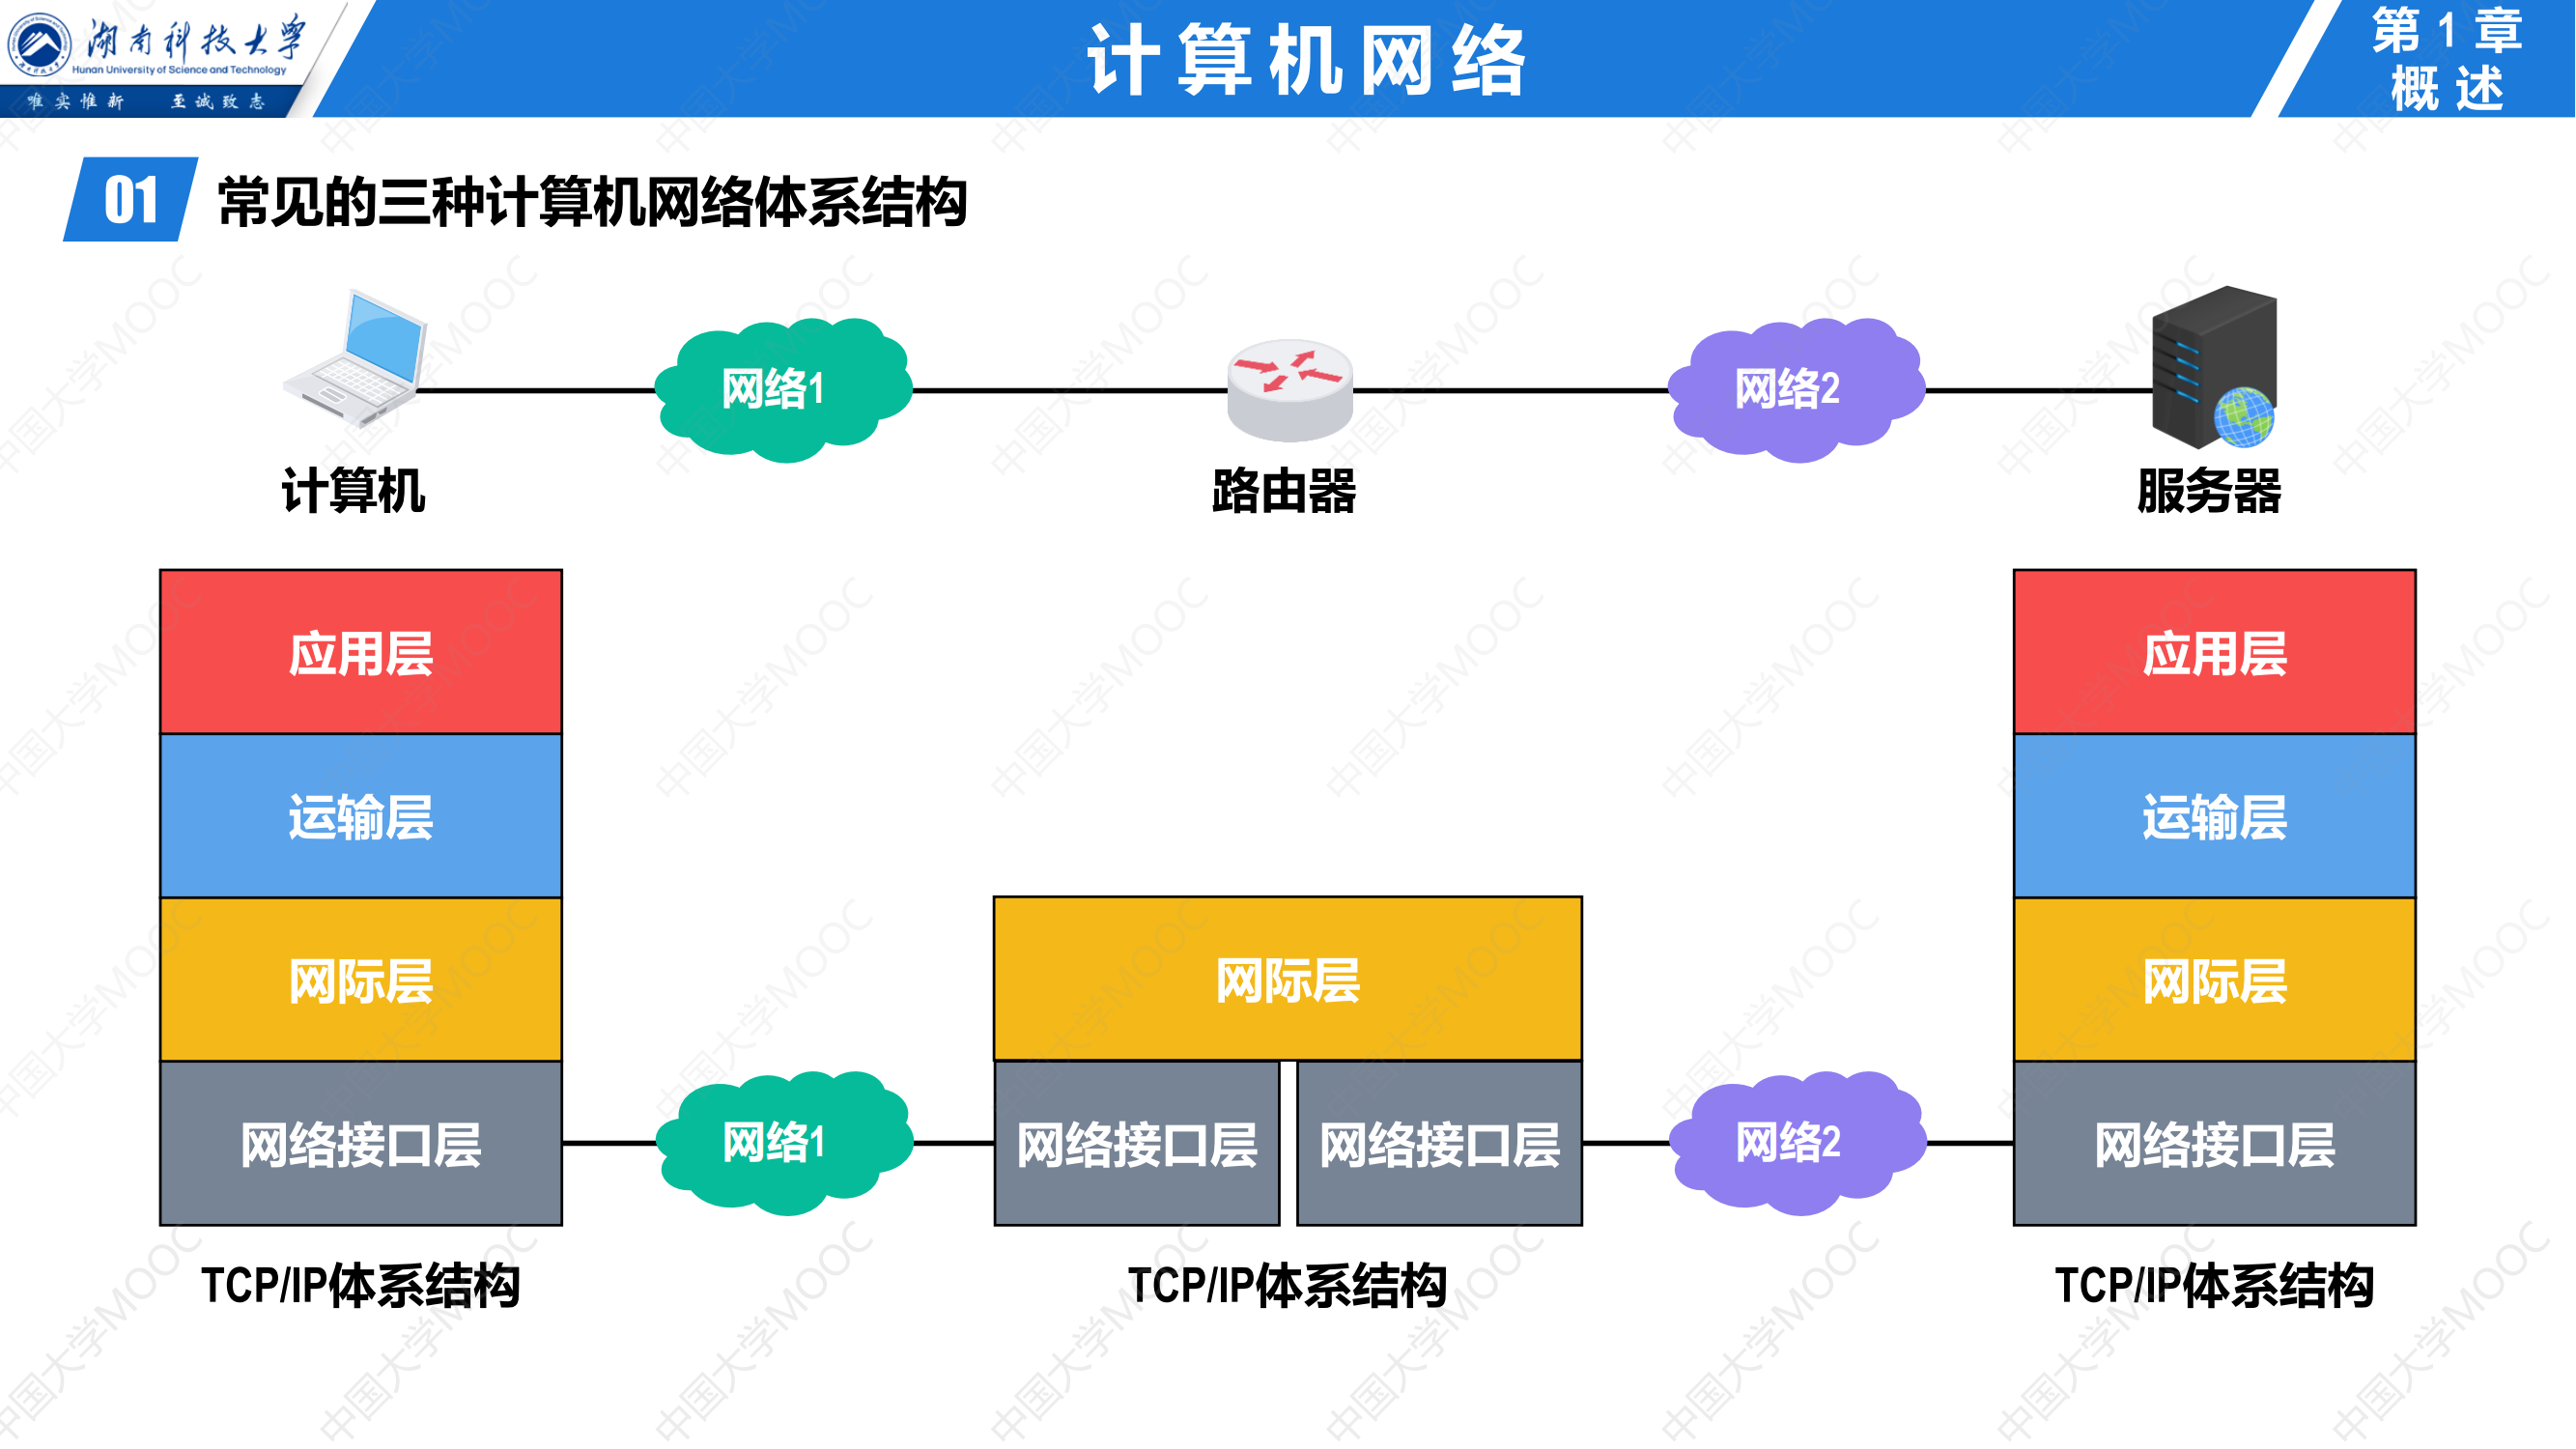 湖南科技大学
Hunan University of Science and Technology
唯实惟新 至诚致志
计算机网络
第1章
概述
01 常见的三种计算机网络体系结构
网络1
网络2
计算机 路由器 服务器
应用层 应用层
运输层 运输层
网际层 网际层 网际层
网络接口层 网络1 网络接口层 网络接口层 网络2 网络接口层
TCP/IP体系结构 TCP/IP体系结构 TCP/IP体系结构
中国大学MOOC